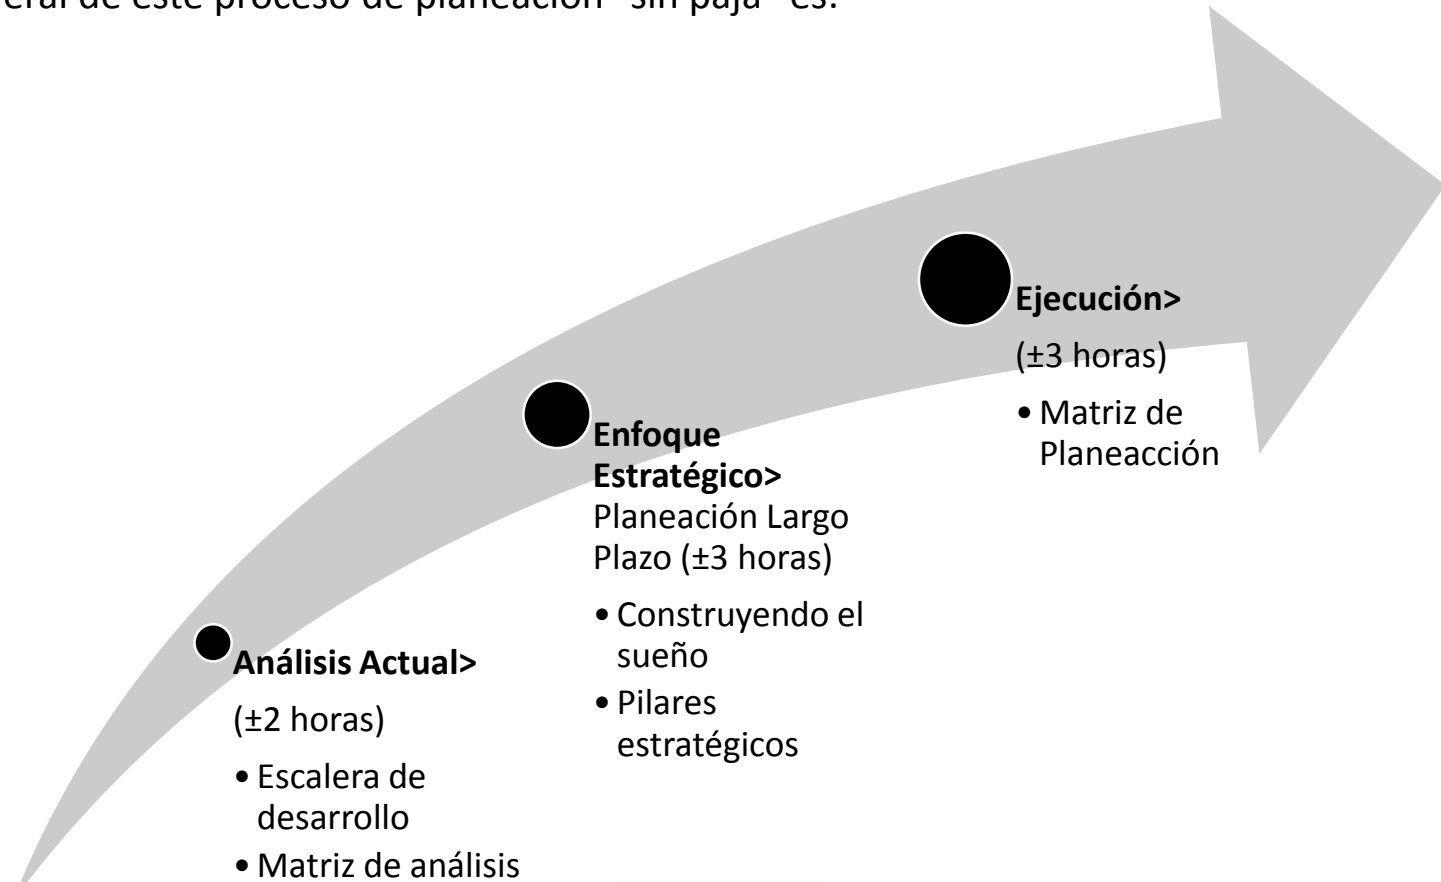 eral de este proceso de planeación "sin paja" es:
Ejecución>
(±3 horas)
• Matriz de
Planeacción
Enfoque
Estratégico>
Planeación Largo
Plazo (±3 horas)
• Construyendo el
sueño
• Pilares
estratégicos
Análisis Actual>
(±2 horas)
• Escalera de
desarrollo
• Matriz de análisis